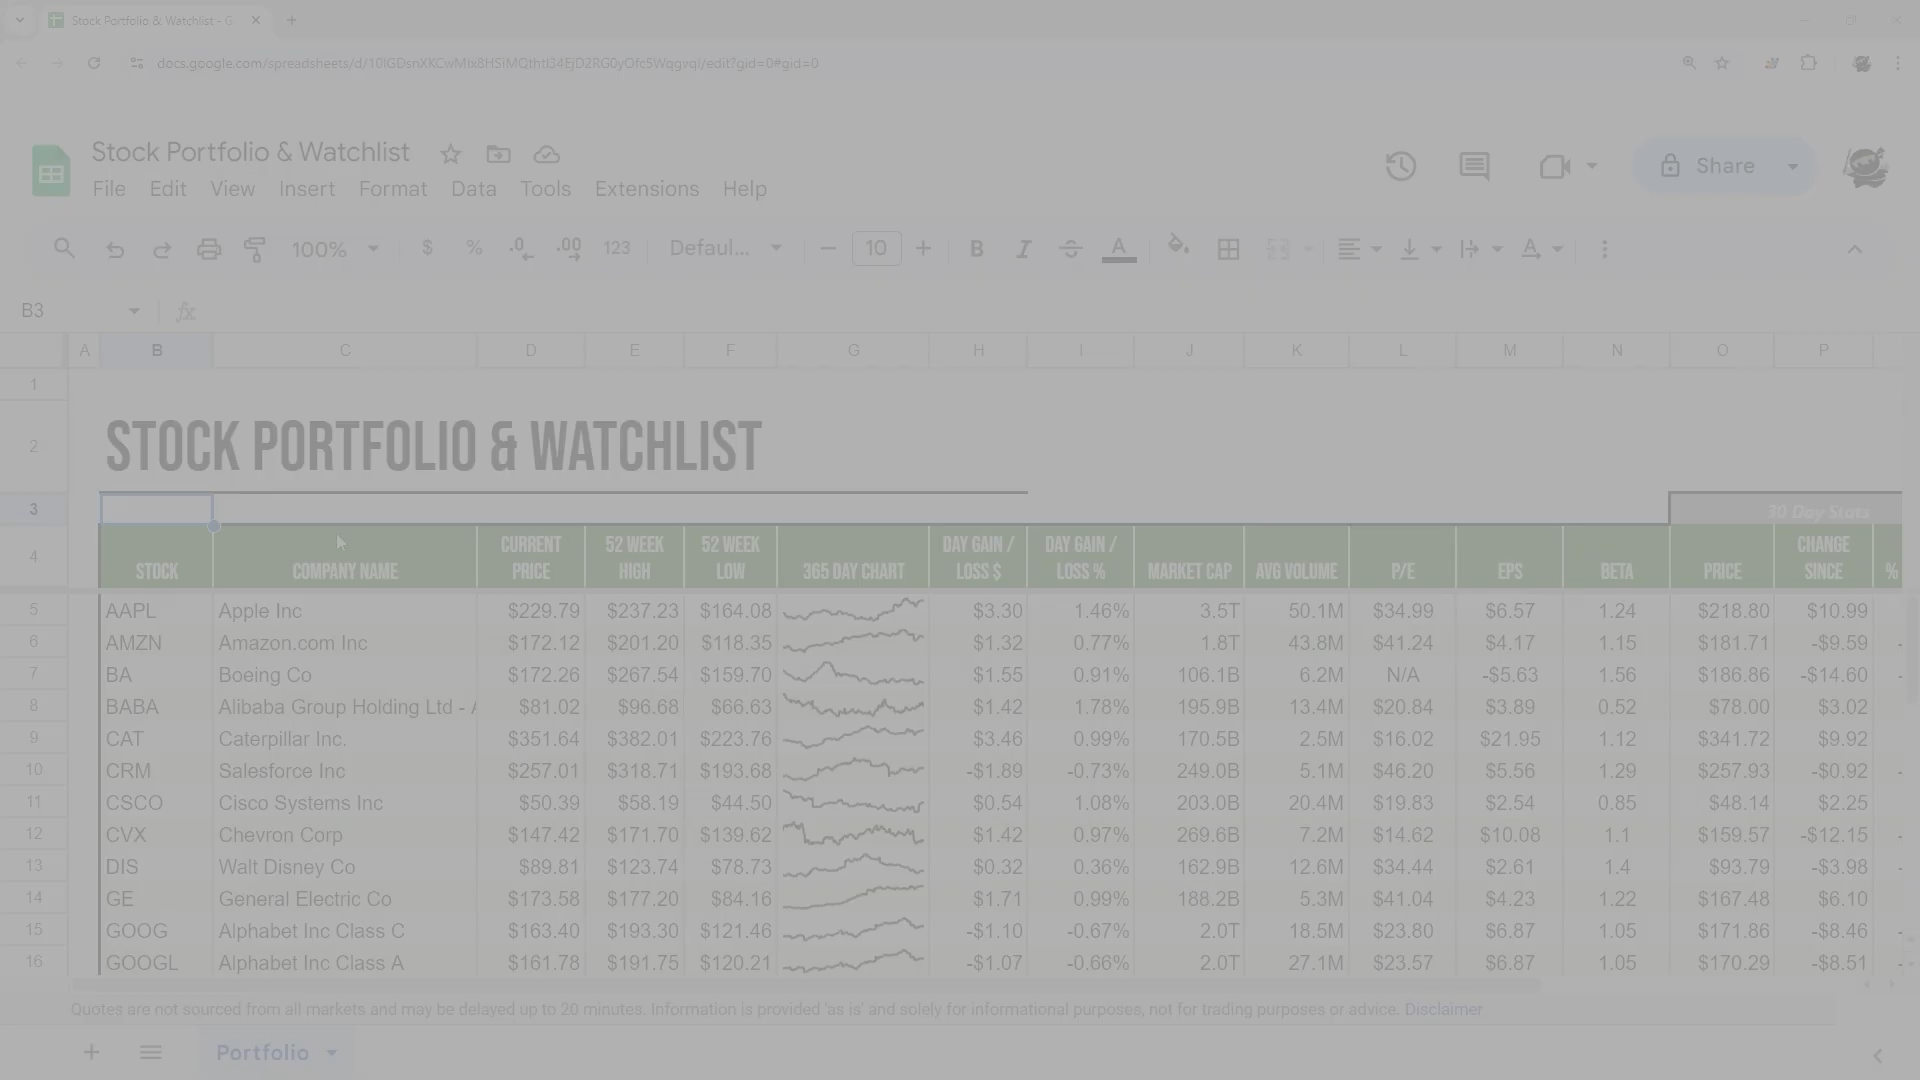 Stock Portfolio & Watchlist - G
docs.google.com/spreadsheets/d/10IGDsnXKCwMlx8H5iMQthtl34EjD2RG0yOfc5Wqgvql/edit?gid=0#gid=0
Stock Portfolio & Watchlist
Share
File Edit View Insert Format Data Tools Extensions Help
100% $ % .0 .00 123 Defaul... 10 B I A
B3 fx
A B C D E F G H I J K L M N O P
1
2 STOCK PORTFOLIO & WATCHLIST
3 30 Day Stats
4 STOCK COMPANY NAME CURRENT PRICE 52 WEEK HIGH 52 WEEK LOW 365 DAY CHART DAY GAIN / LOSS $ DAY GAIN / LOSS % MARKET CAP AVG VOLUME P/E EPS BETA PRICE CHANGE SINCE %
5 AAPL Apple Inc $229.79 $237.23 $164.08 $3.30 1.46% 3.5T 50.1M $34.99 $6.57 1.24 $218.80 $10.99
6 AMZN Amazon.com Inc $172.12 $201.20 $118.35 $1.32 0.77% 1.8T 43.8M $41.24 $4.17 1.15 $181.71 -$9.59 -
7 BA Boeing Co $172.26 $267.54 $159.70 $1.55 0.91% 106.1B 6.2M N/A -$5.63 1.56 $186.86 -$14.60 -
8 BABA Alibaba Group Holding Ltd - A $81.02 $96.68 $66.63 $1.42 1.78% 195.9B 13.4M $20.84 $3.89 0.52 $78.00 $3.02
9 CAT Caterpillar Inc. $351.64 $382.01 $223.76 $3.46 0.99% 170.5B 2.5M $16.02 $21.95 1.12 $341.72 $9.92
10 CRM Salesforce Inc $257.01 $318.71 $193.68 -$1.89 -0.73% 249.0B 5.1M $46.20 $5.56 1.29 $257.93 -$0.92 -
11 CSCO Cisco Systems Inc $50.39 $58.19 $44.50 $0.54 1.08% 203.0B 20.4M $19.83 $2.54 0.85 $48.14 $2.25
12 CVX Chevron Corp $147.42 $171.70 $139.62 $1.42 0.97% 269.6B 7.2M $14.62 $10.08 1.1 $159.57 -$12.15 -
13 DIS Walt Disney Co $89.81 $123.74 $78.73 $0.32 0.36% 162.9B 12.6M $34.44 $2.61 1.4 $93.79 -$3.98 -
14 GE General Electric Co $173.58 $177.20 $84.16 $1.71 0.99% 188.2B 5.3M $41.04 $4.23 1.22 $167.48 $6.10
15 GOOG Alphabet Inc Class C $163.40 $193.30 $121.46 -$1.10 -0.67% 2.0T 18.5M $23.80 $6.87 1.05 $171.86 -$8.46 -
16 GOOGL Alphabet Inc Class A $161.78 $191.75 $120.21 -$1.07 -0.66% 2.0T 27.1M $23.57 $6.87 1.05 $170.29 -$8.51 -
Quotes are not sourced from all markets and may be delayed up to 20 minutes. Information is provided 'as is' and solely for informational purposes, not for trading purposes or advice. Disclaimer
Portfolio